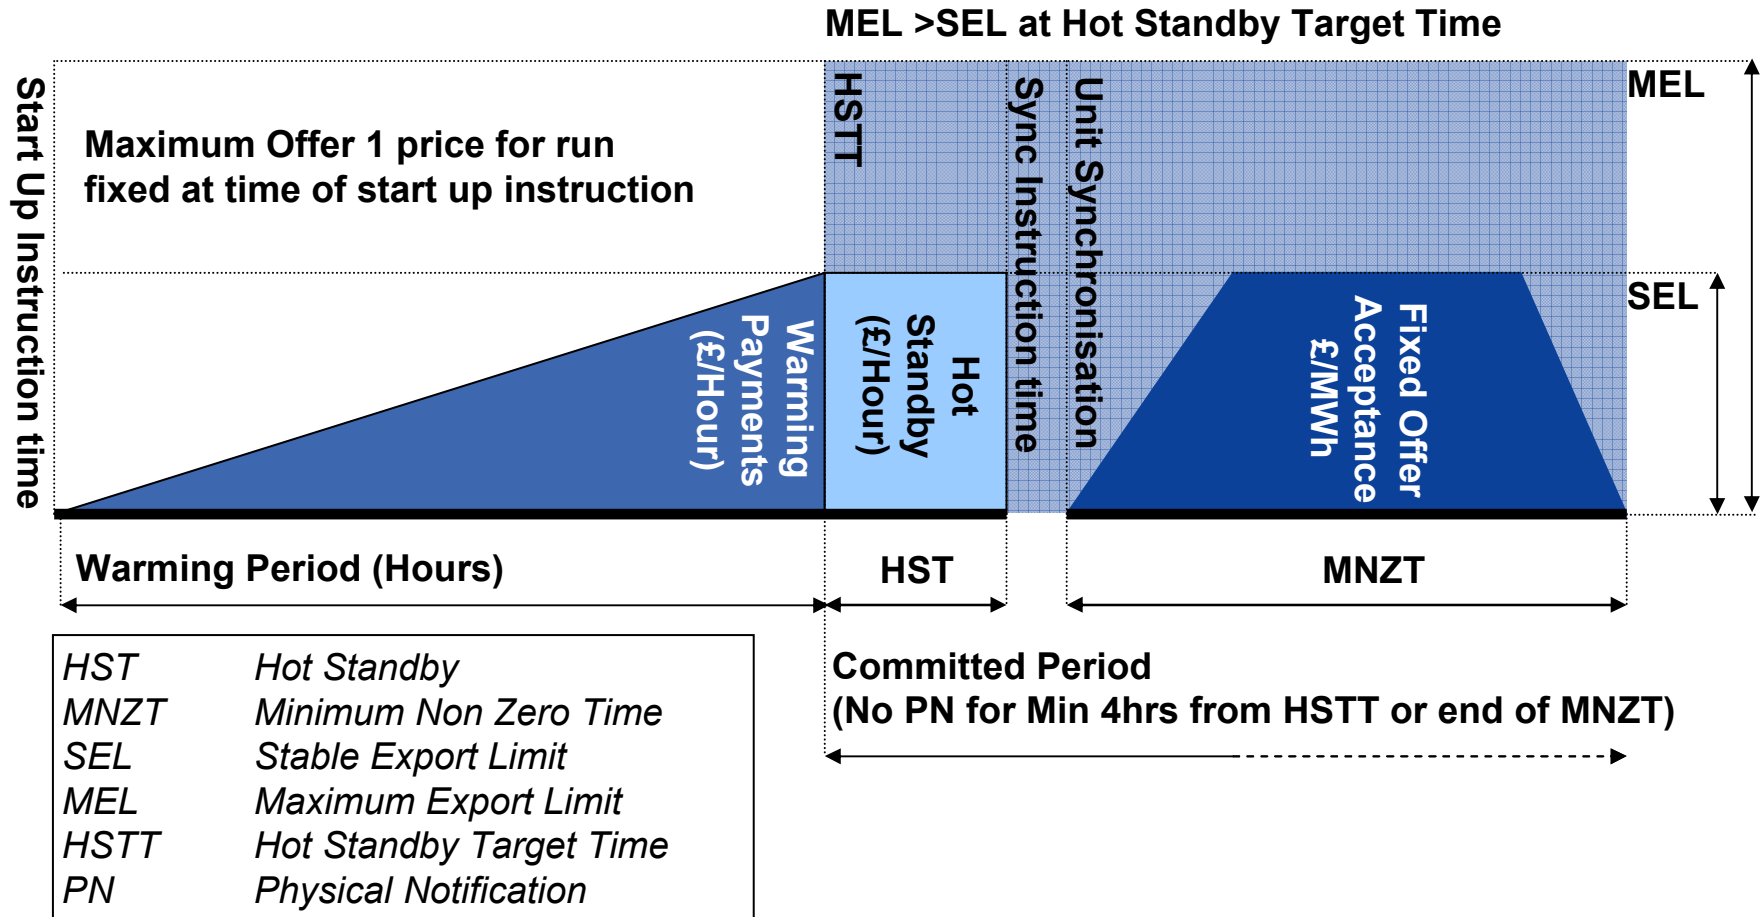 MEL >SEL at Hot Standby Target Time
Start Up Instruction time
Maximum Offer 1 price for run
fixed at time of start up instruction
HSTT
Sync Instruction time
Unit Synchronisation
MEL
SEL
Warming
Payments
(£/Hour)
Hot
Standby
(£/Hour)
Fixed Offer
Acceptance
£/MWh
Warming Period (Hours)
HST
MNZT
Committed Period
(No PN for Min 4hrs from HSTT or end of MNZT)
HST Hot Standby
MNZT Minimum Non Zero Time
SEL Stable Export Limit
MEL Maximum Export Limit
HSTT Hot Standby Target Time
PN Physical Notification